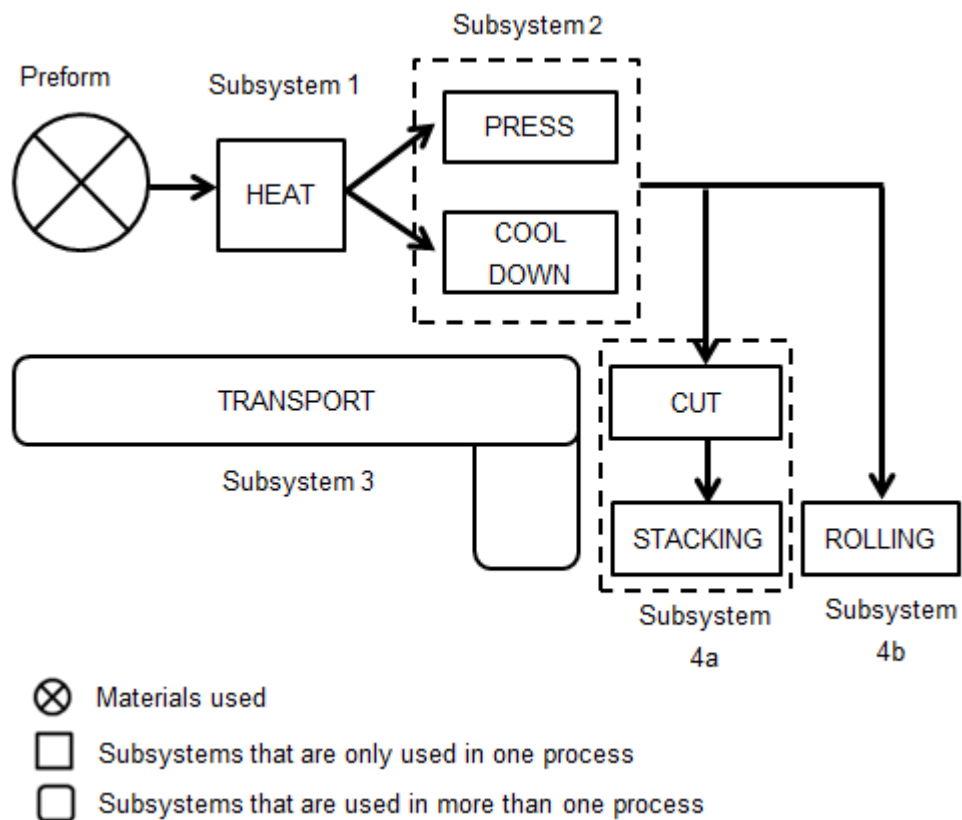 Subsystem 2
Preform
Subsystem 1
PRESS
HEAT
COOL
DOWN
TRANSPORT
CUT
Subsystem 3
STACKING
ROLLING
Subsystem
4a
Subsystem
4b
Materials used
Subsystems that are only used in one process
Subsystems that are used in more than one process